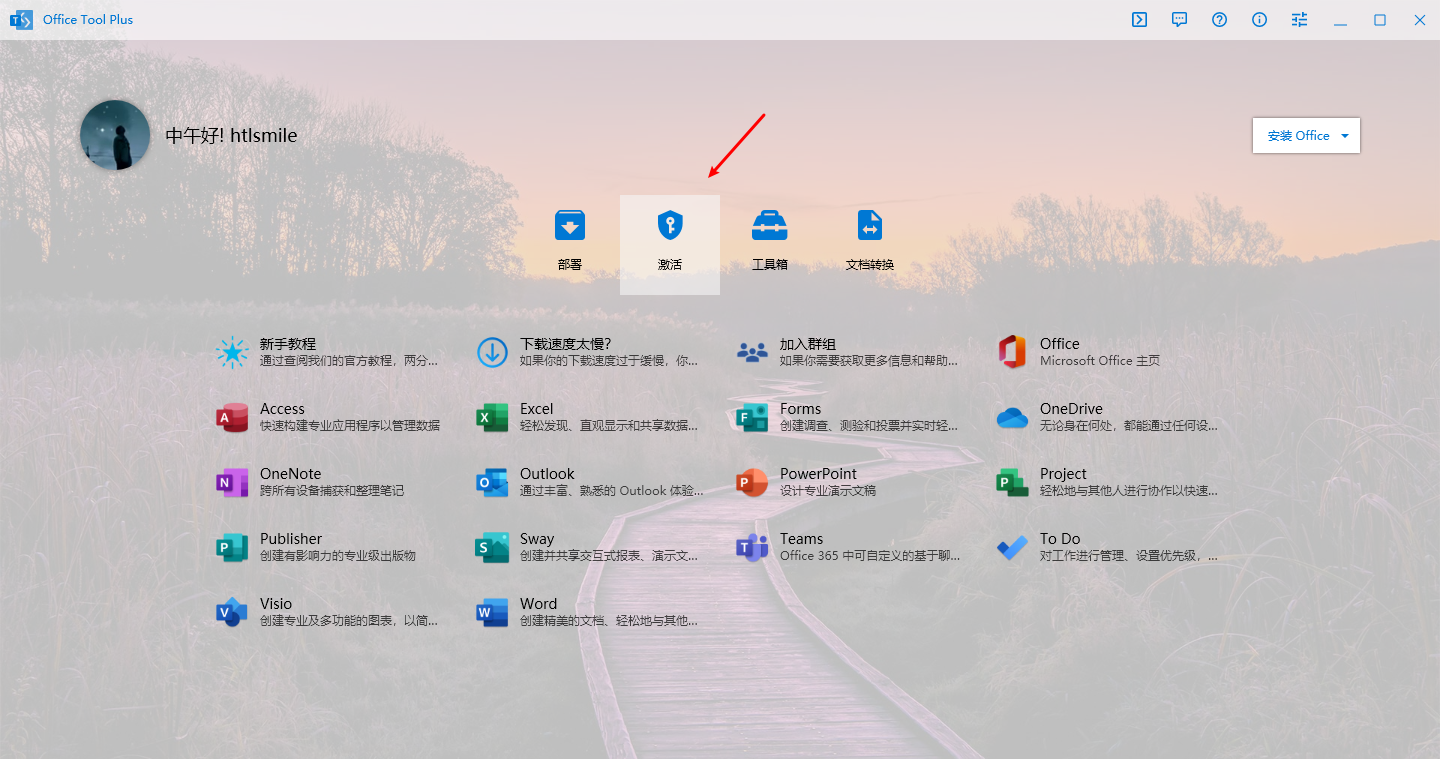 Office Tool Plus
中午好! htlsmile
安装 Office
部署
激活
工具箱
文档转换
新手教程
通过查阅我们的官方教程，两分...
下载速度太慢?
如果你的下载速度过于缓慢，你...
加入群组
如果你需要获取更多信息和帮助...
Office
Microsoft Office 主页
Access
快速构建专业应用程序以管理数据
Excel
轻松发现、直观显示和共享数据...
Forms
创建调查、测验和投票并实时轻...
OneDrive
无论身在何处，都能通过任何设...
OneNote
跨所有设备捕获和整理笔记
Outlook
通过丰富、熟悉的 Outlook 体验...
PowerPoint
设计专业演示文稿
Project
轻松地与其他人进行协作以快速...
Publisher
创建有影响力的专业级出版物
Sway
创建并共享交互式报表、演示文...
Teams
Office 365 中可自定义的基于聊...
To Do
对工作进行管理、设置优先级，...
Visio
创建专业及多功能的图表，以简...
Word
创建精美的文档、轻松地与其他...